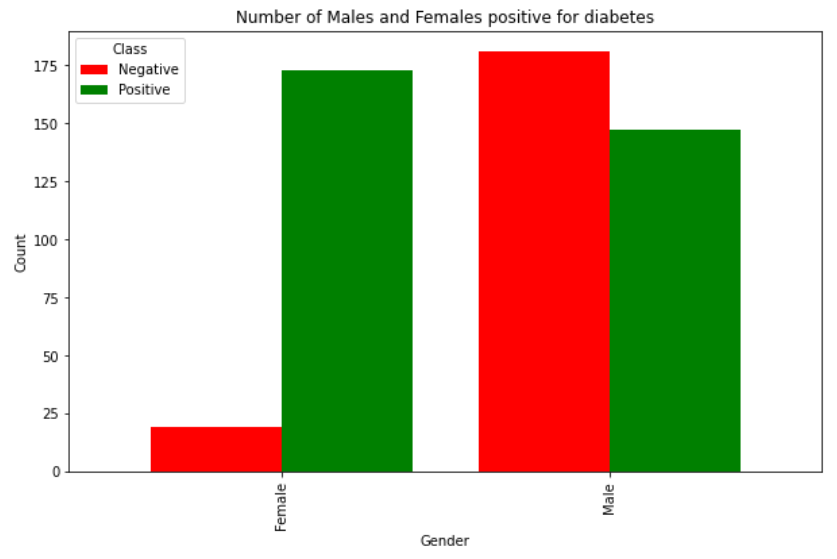 Number of Males and Females positive for diabetes
Class
Negative
Positive
175
150
125
100
75
50
25
0
Count
Female
Male
Gender